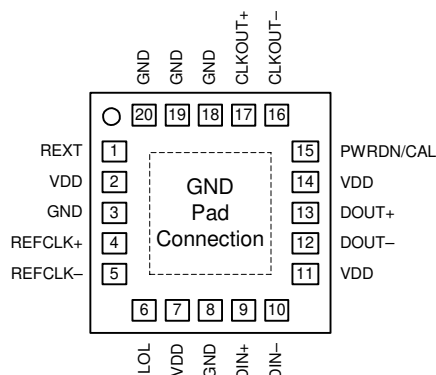 GND
GND
GND
CLKOUT+
CLKOUT–
20 19 18 17 16
REXT 1
VDD 2
GND 3
REFCLK+ 4
REFCLK– 5
GND
Pad
Connection
15 PWRDN/CAL
14 VDD
13 DOUT+
12 DOUT–
11 VDD
6 7 8 9 10
LOL
VDD
GND
DIN+
DIN–